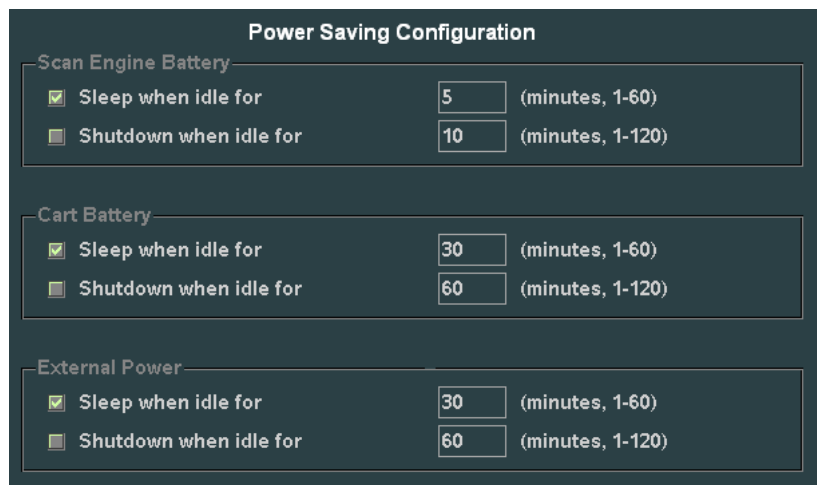 Power Saving Configuration
Scan Engine Battery
Sleep when idle for 5 (minutes, 1-60)
Shutdown when idle for 10 (minutes, 1-120)
Cart Battery
Sleep when idle for 30 (minutes, 1-60)
Shutdown when idle for 60 (minutes, 1-120)
External Power
Sleep when idle for 30 (minutes, 1-60)
Shutdown when idle for 60 (minutes, 1-120)